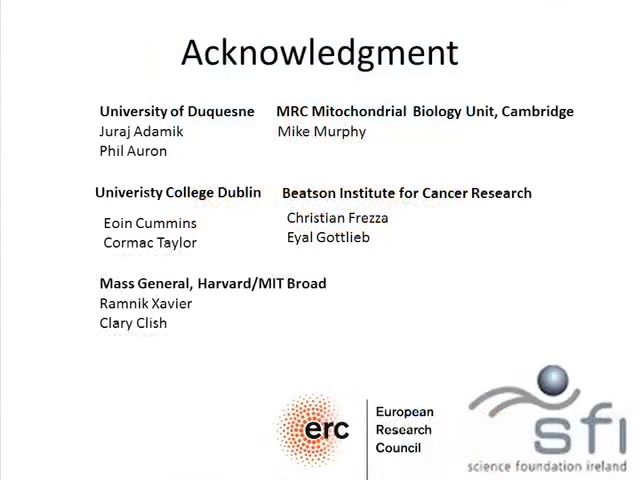 Acknowledgment
University of Duquesne
Juraj Adamik
Phil Auron
MRC Mitochondrial Biology Unit, Cambridge
Mike Murphy
Univeristy College Dublin
Eoin Cummins
Cormac Taylor
Beatson Institute for Cancer Research
Christian Frezza
Eyal Gottlieb
Mass General, Harvard/MIT Broad
Ramnik Xavier
Clary Clish
erc
European
Research
Council
sfi
science foundation ireland